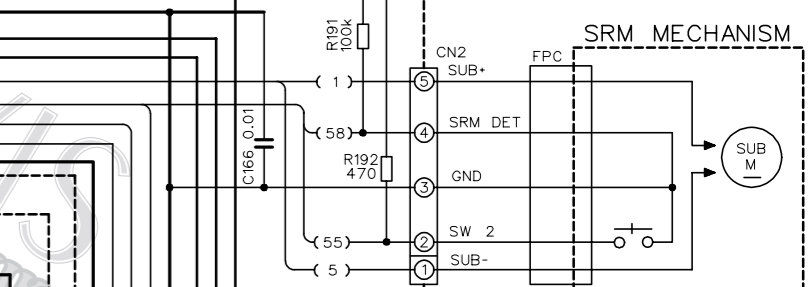 SRM MECHANISM
R191
100k
CN2
FPC
SUB+
( 1 )
5
C166 0.01
(58)
4
SRM DET
SUB
M
R192
470
3
GND
(55)
2
SW 2
( 5 )
1
SUB-